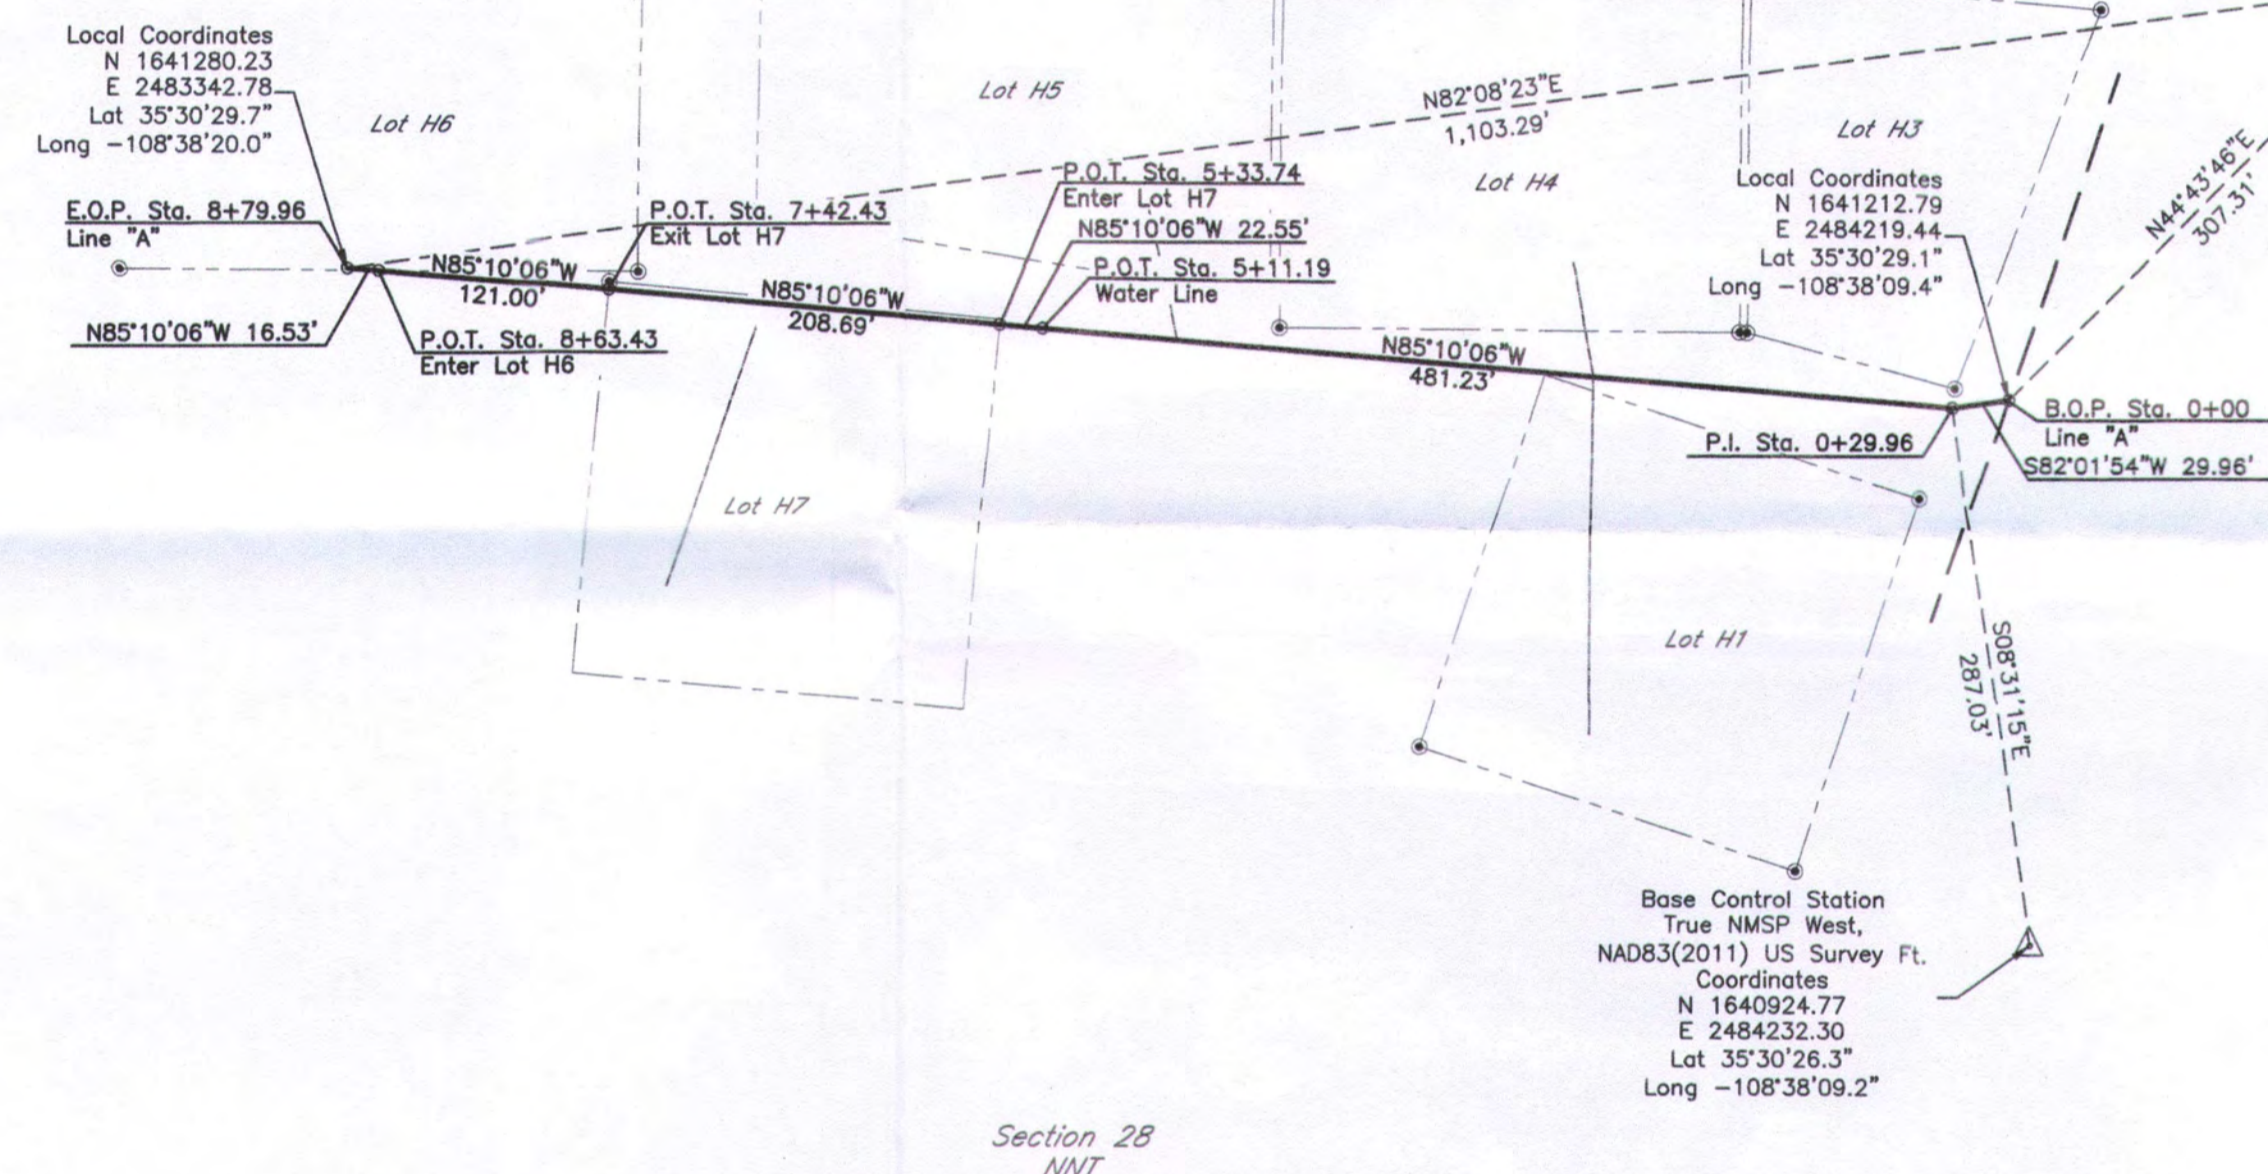 Local Coordinates
N 1641280.23
E 2483342.78
Lat 35°30'29.7"
Long -108°38'20.0"
Lot H6
Lot H5
N82°08'23"E
1,103.29'
Lot H4
Lot H3
N44°43'46"E
307.31'
Local Coordinates
N 1641212.79
E 2484219.44
Lat 35°30'29.1"
Long -108°38'09.4"
E.O.P. Sta. 8+79.96
Line "A"
P.O.T. Sta. 7+42.43
Exit Lot H7
P.O.T. Sta. 5+33.74
Enter Lot H7
N85°10'06"W 22.55'
P.O.T. Sta. 5+11.19
Water Line
N85°10'06"W
121.00'
N85°10'06"W
208.69'
N85°10'06"W 16.53'
P.O.T. Sta. 8+63.43
Enter Lot H6
N85°10'06"W
481.23'
P.I. Sta. 0+29.96
B.O.P. Sta. 0+00
Line "A"
S82°01'54"W 29.96'
Lot H7
Lot H1
S08°31'15"E
287.03'
Base Control Station
True NMSP West,
NAD83(2011) US Survey Ft.
Coordinates
N 1640924.77
E 2484232.30
Lat 35°30'26.3"
Long -108°38'09.2"
Section 28
NNT